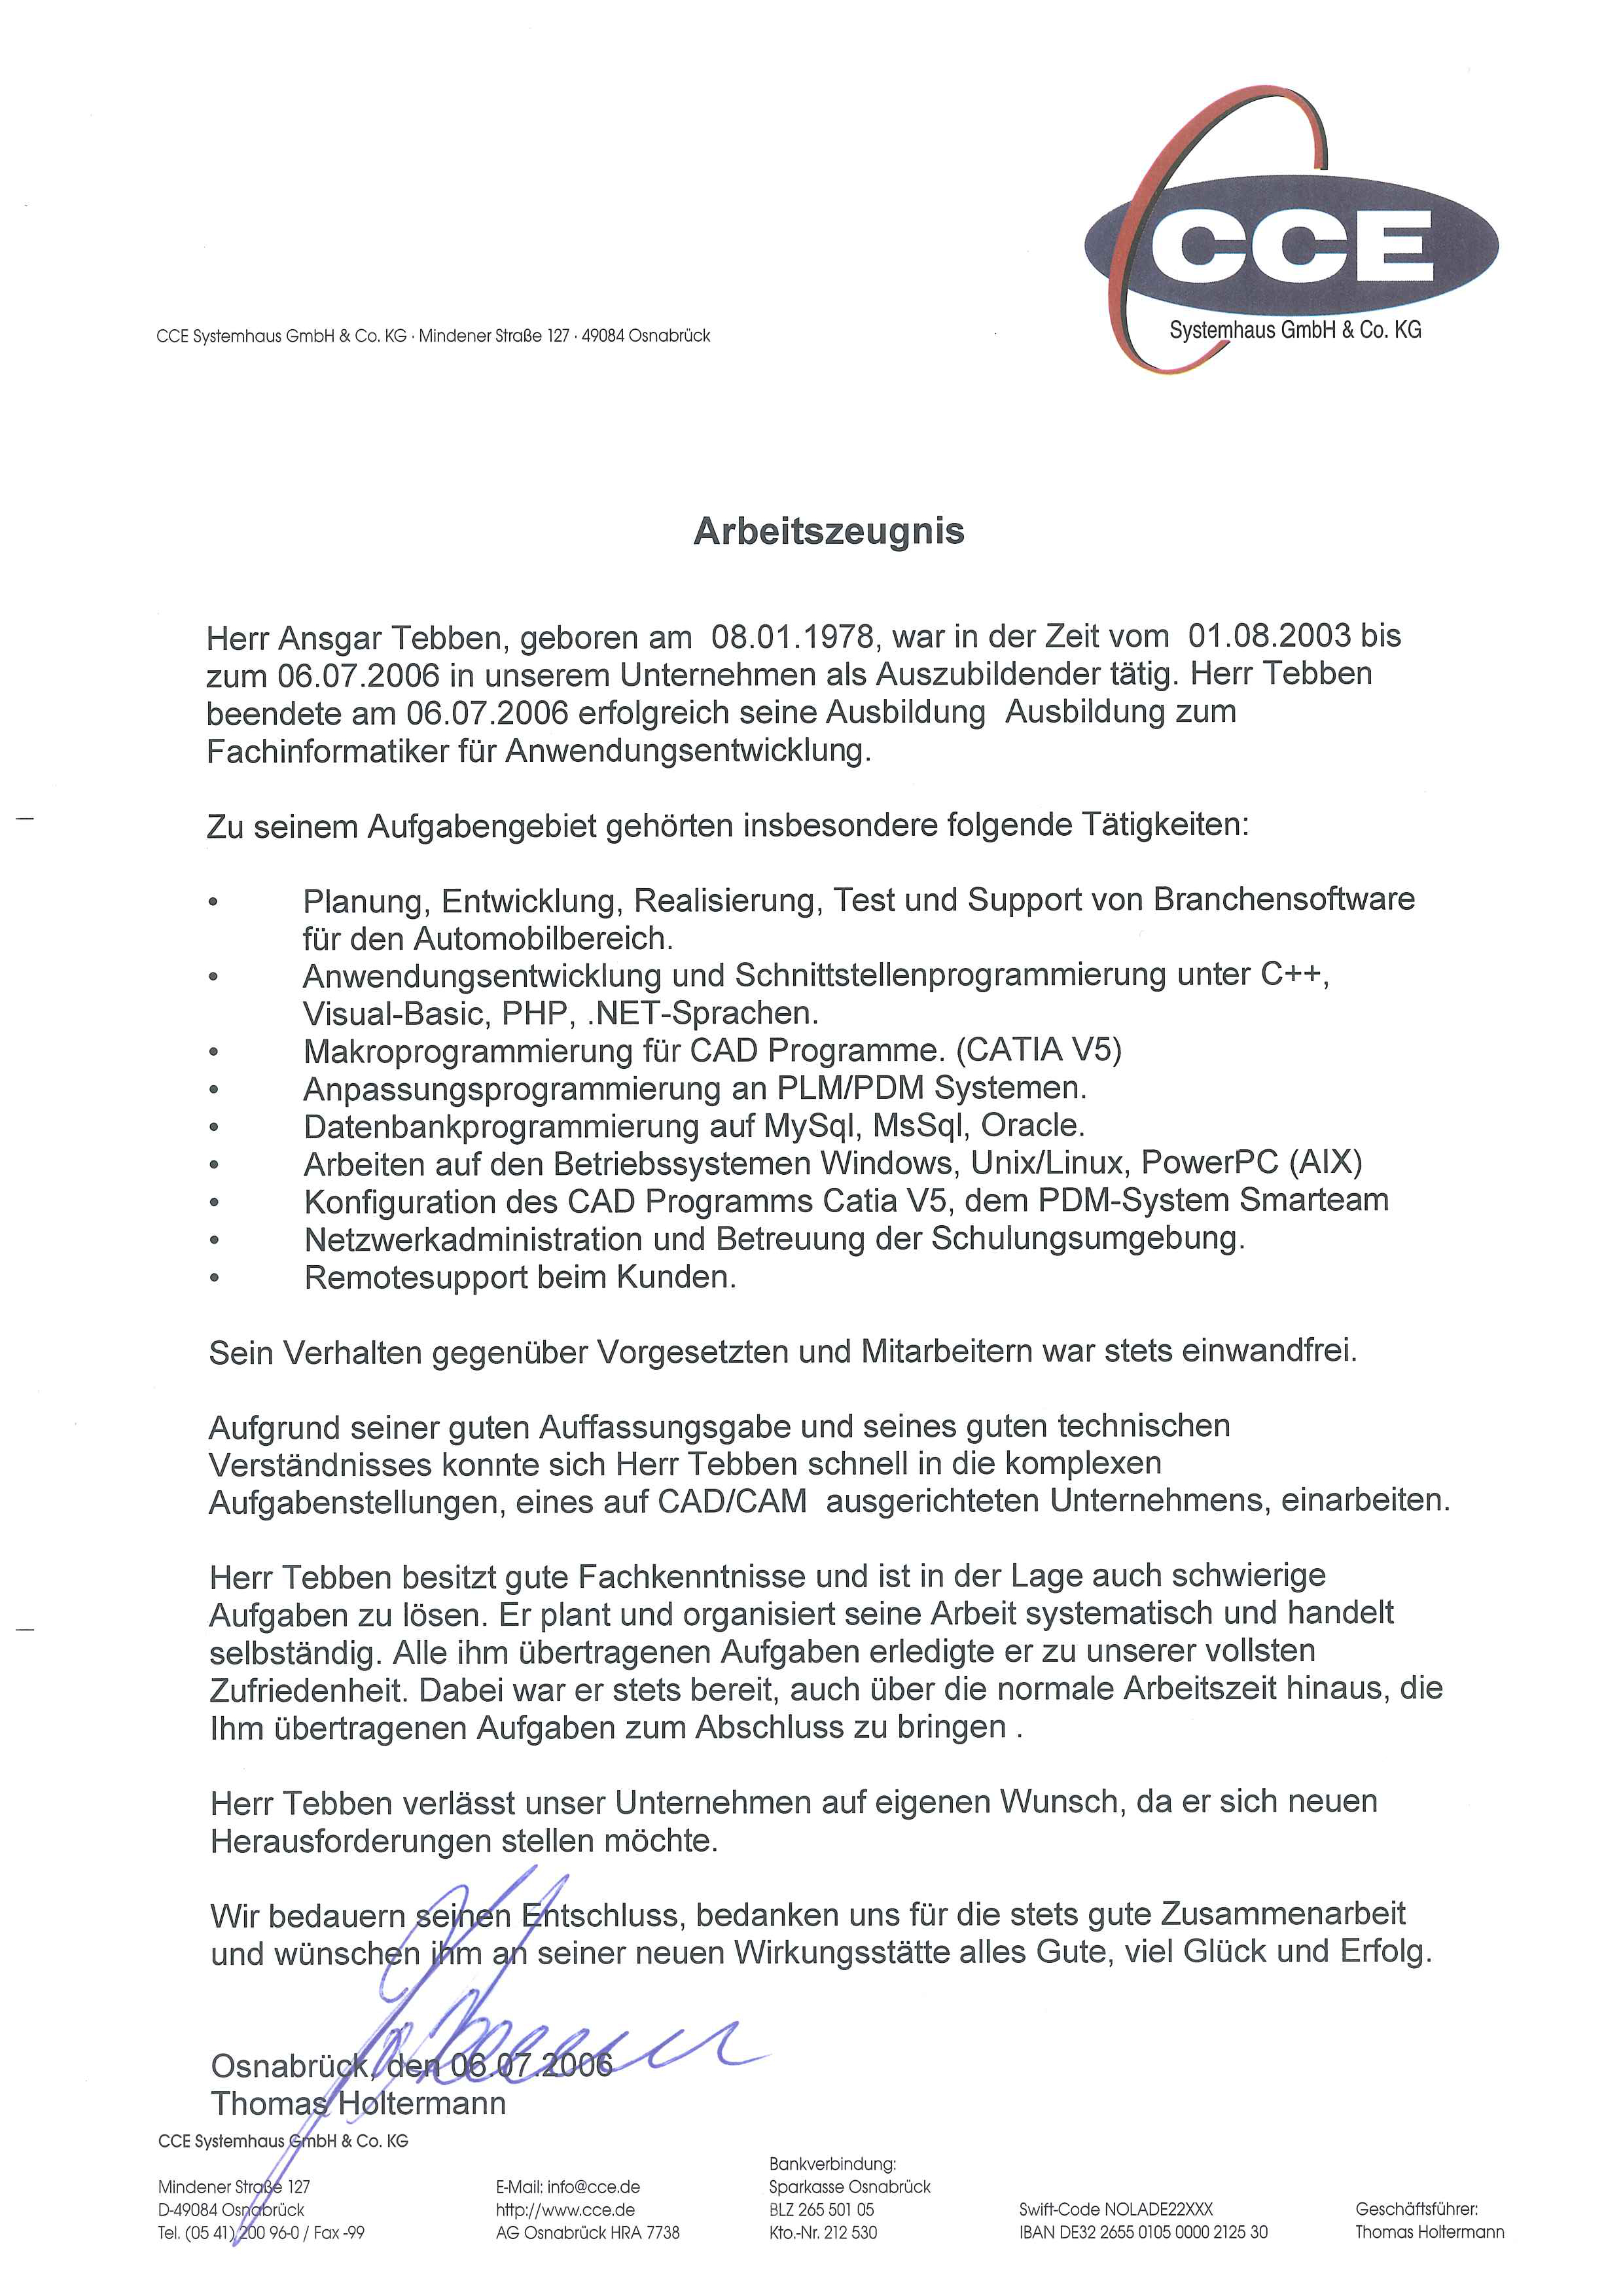 CCE
Systemhaus GmbH & Co. KG
CCE Systemhaus GmbH & Co. KG · Mindener Straße 127 · 49084 Osnabrück
Arbeitszeugnis
Herr Ansgar Tebben, geboren am  08.01.1978, war in der Zeit vom  01.08.2003 bis
zum 06.07.2006 in unserem Unternehmen als Auszubildender tätig. Herr Tebben
beendete am 06.07.2006 erfolgreich seine Ausbildung  Ausbildung zum
Fachinformatiker für Anwendungsentwicklung.
Zu seinem Aufgabengebiet gehörten insbesondere folgende Tätigkeiten:
• Planung, Entwicklung, Realisierung, Test und Support von Branchensoftware
für den Automobilbereich.
• Anwendungsentwicklung und Schnittstellenprogrammierung unter C++,
Visual-Basic, PHP, .NET-Sprachen.
• Makroprogrammierung für CAD Programme. (CATIA V5)
• Anpassungsprogrammierung an PLM/PDM Systemen.
• Datenbankprogrammierung auf MySql, MsSql, Oracle.
• Arbeiten auf den Betriebssystemen Windows, Unix/Linux, PowerPC (AIX)
• Konfiguration des CAD Programms Catia V5, dem PDM-System Smarteam
• Netzwerkadministration und Betreuung der Schulungsumgebung.
• Remotesupport beim Kunden.
Sein Verhalten gegenüber Vorgesetzten und Mitarbeitern war stets einwandfrei.
Aufgrund seiner guten Auffassungsgabe und seines guten technischen
Verständnisses konnte sich Herr Tebben schnell in die komplexen
Aufgabenstellungen, eines auf CAD/CAM  ausgerichteten Unternehmens, einarbeiten.
Herr Tebben besitzt gute Fachkenntnisse und ist in der Lage auch schwierige
Aufgaben zu lösen. Er plant und organisiert seine Arbeit systematisch und handelt
selbständig. Alle ihm übertragenen Aufgaben erledigte er zu unserer vollsten
Zufriedenheit. Dabei war er stets bereit, auch über die normale Arbeitszeit hinaus, die
Ihm übertragenen Aufgaben zum Abschluss zu bringen .
Herr Tebben verlässt unser Unternehmen auf eigenen Wunsch, da er sich neuen
Herausforderungen stellen möchte.
Wir bedauern seinen Entschluss, bedanken uns für die stets gute Zusammenarbeit
und wünschen ihm an seiner neuen Wirkungsstätte alles Gute, viel Glück und Erfolg.
Osnabrück, den 06.07.2006
Thomas Holtermann
CCE Systemhaus GmbH & Co. KG
Mindener Straße 127
D-49084 Osnabrück
Tel. (05 41) 200 96-0 / Fax -99
E-Mail: info@cce.de
http://www.cce.de
AG Osnabrück HRA 7738
Bankverbindung:
Sparkasse Osnabrück
BLZ 265 501 05
Kto.-Nr. 212 530
Swift-Code NOLADE22XXX
IBAN DE32 2655 0105 0000 2125 30
Geschäftsführer:
Thomas Holtermann